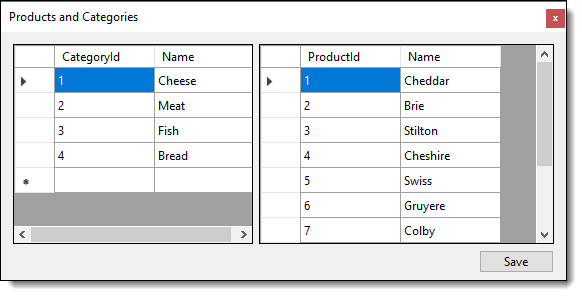 Products and Categories
CategoryId Name
1 Cheese
2 Meat
3 Fish
4 Bread
ProductId Name
1 Cheddar
2 Brie
3 Stilton
4 Cheshire
5 Swiss
6 Gruyere
7 Colby
Save